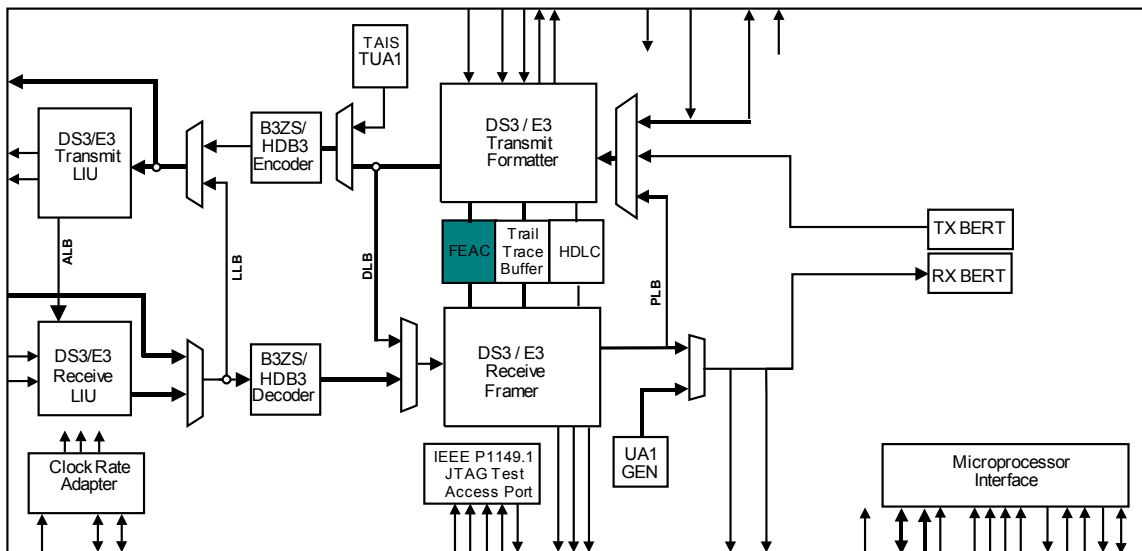 TAIS
TUA1
DS3/E3
Transmit
LIU
B3ZS/
HDB3
Encoder
DS3 / E3
Transmit
Formatter
FEAC
Trail
Trace
Buffer
HDLC
TX BERT
RX BERT
ALB
LLB
DLB
PLB
DS3/E3
Receive
LIU
B3ZS/
HDB3
Decoder
DS3 / E3
Receive
Framer
UA1
GEN
Clock Rate
Adapter
IEEE P1149.1
JTAG Test
Access Port
Microprocessor
Interface